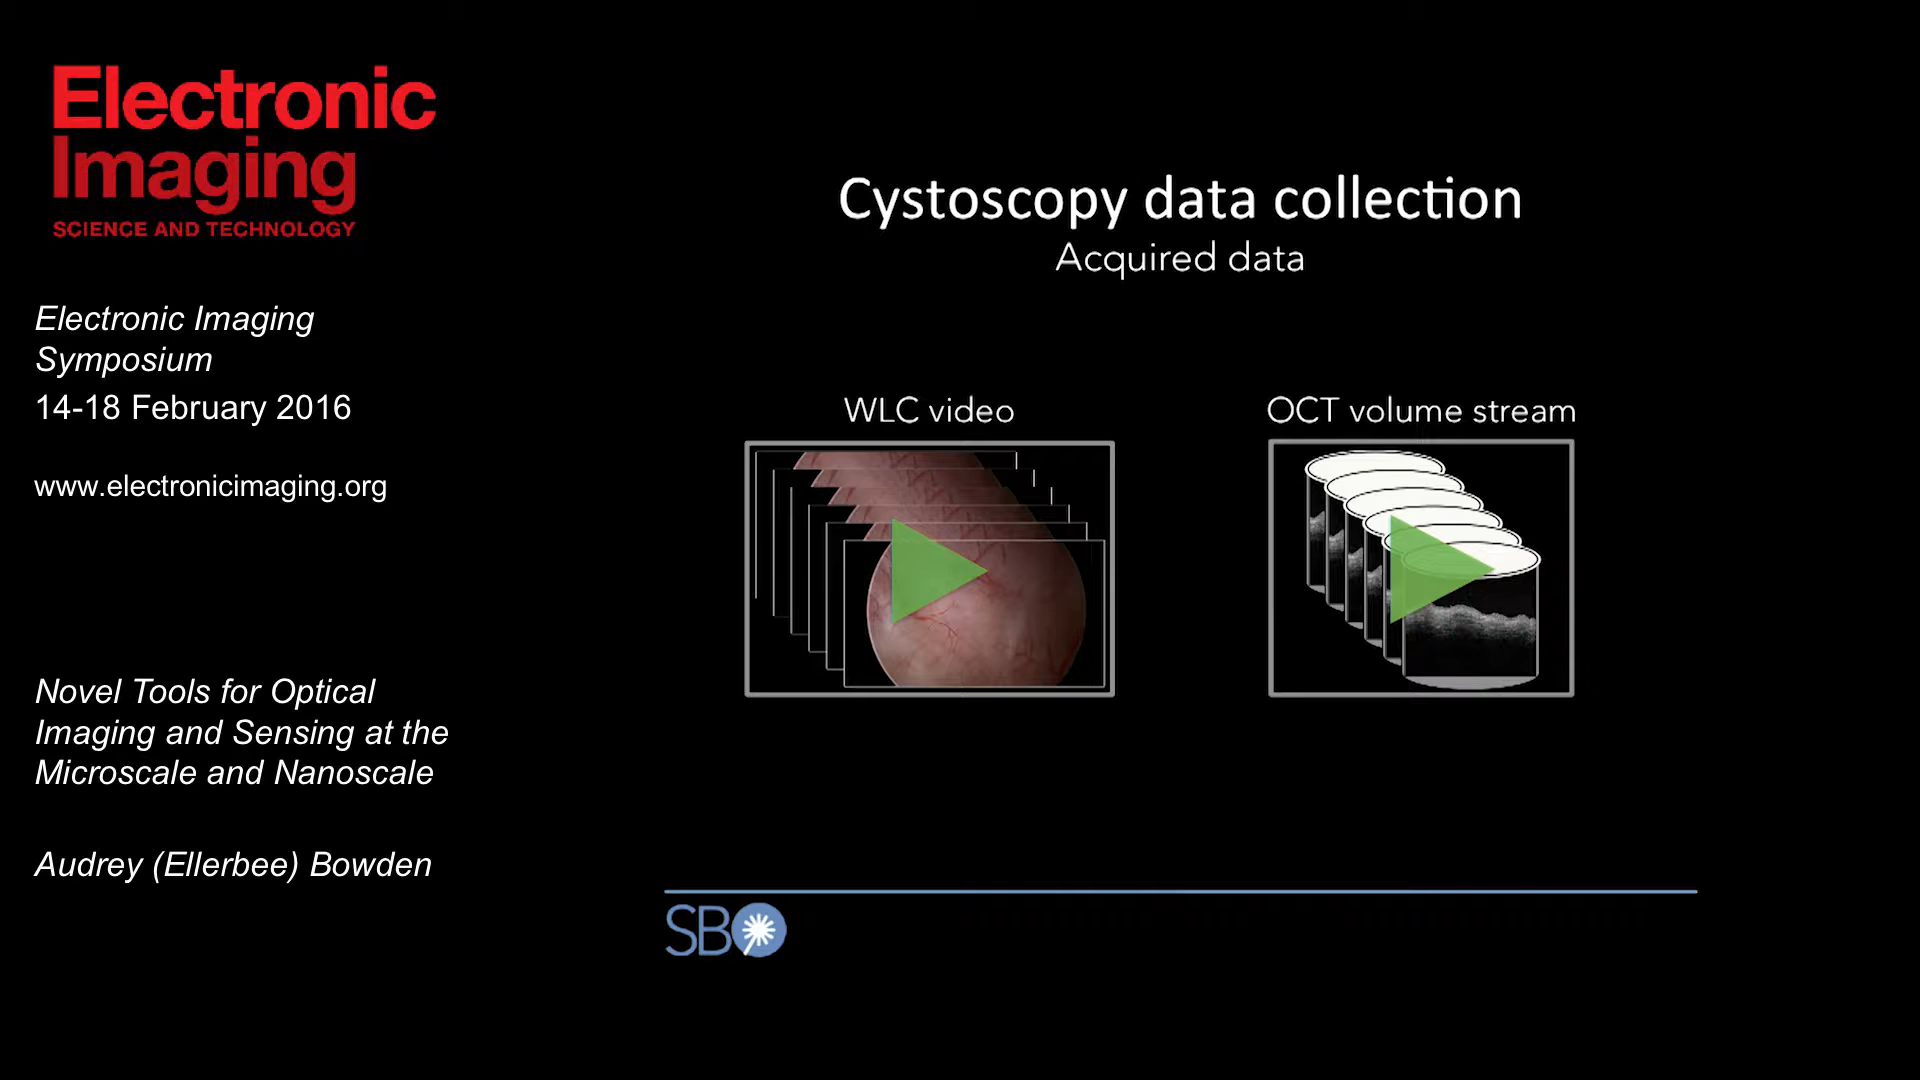 Electronic
Imaging
SCIENCE AND TECHNOLOGY
Electronic Imaging
Symposium
14-18 February 2016
www.electronicimaging.org
Novel Tools for Optical
Imaging and Sensing at the
Microscale and Nanoscale
Audrey (Ellerbee) Bowden
Cystoscopy data collection
Acquired data
WLC video
OCT volume stream
SBO